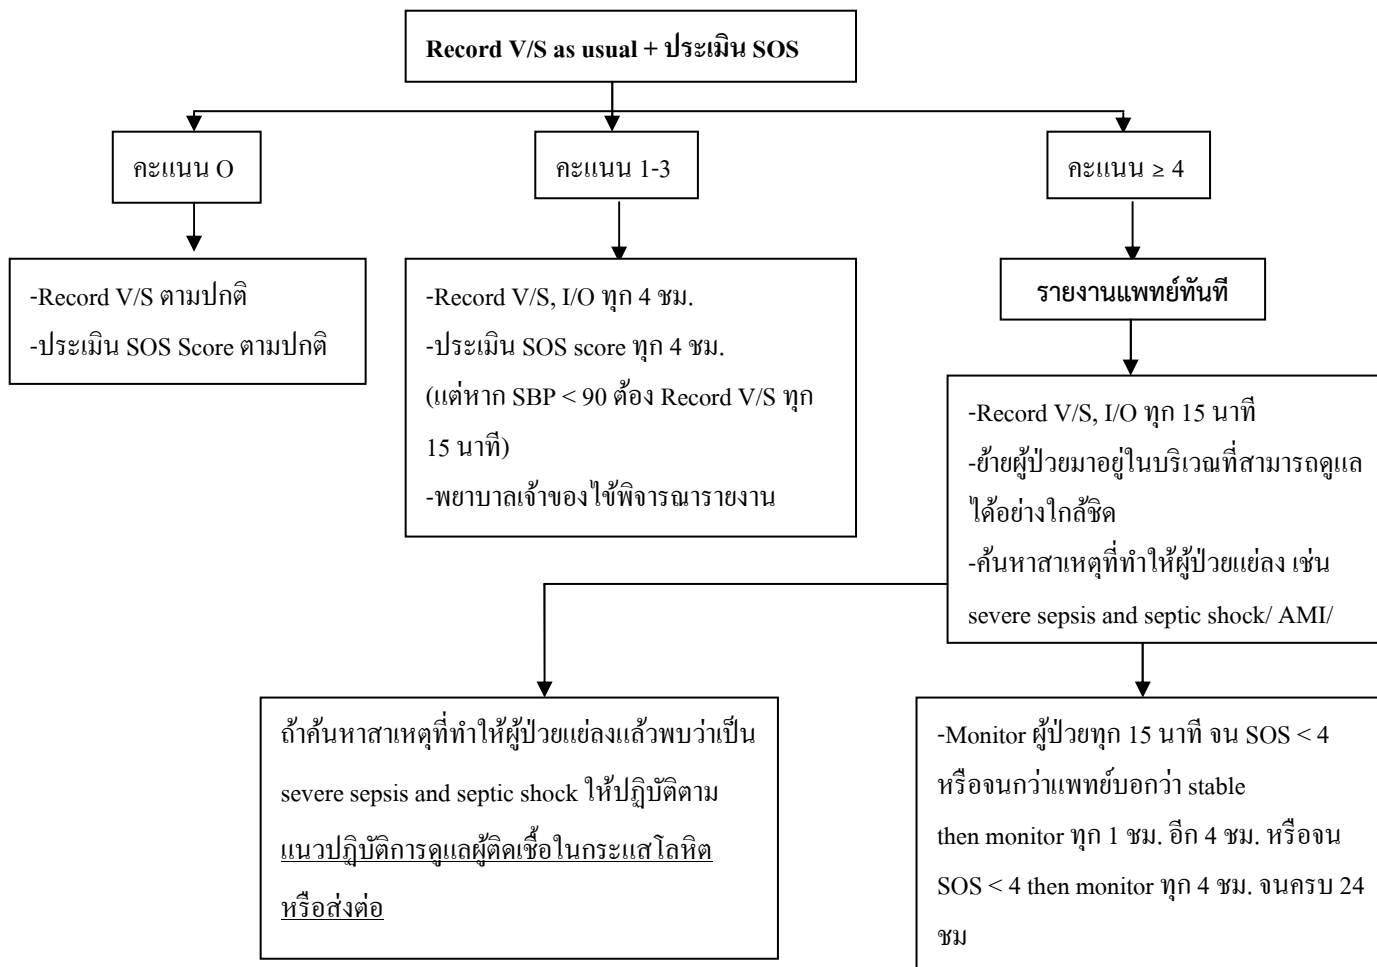 Record V/S as usual + ประเมิน SOS
คะแนน O
คะแนน 1-3
คะแนน ≥ 4
-Record V/S ตามปกติ
-ประเมิน SOS Score ตามปกติ
-Record V/S, I/O ทุก 4 ชม.
-ประเมิน SOS score ทุก 4 ชม.
(แต่หาก SBP < 90 ต้อง Record V/S ทุก
15 นาที)
-พยาบาลเจ้าของไข้พิจารณารายงาน
รายงานแพทย์ทันที
-Record V/S, I/O ทุก 15 นาที
-ย้ายผู้ป่วยมาอยู่ในบริเวณที่สามารถดูแล
ได้อย่างใกล้ชิด
-ค้นหาสาเหตุที่ทำให้ผู้ป่วยแย่ลง เช่น
severe sepsis and septic shock/ AMI/
ถ้าค้นหาสาเหตุที่ทำให้ผู้ป่วยแย่ลงแล้วพบว่าเป็น
severe sepsis and septic shock ให้ปฏิบัติตาม
แนวปฏิบัติการดูแลผู้ติดเชื้อในกระแสโลหิต
หรือส่งต่อ
-Monitor ผู้ป่วยทุก 15 นาที จน SOS < 4
หรือจนกว่าแพทย์บอกว่า stable
then monitor ทุก 1 ชม. อีก 4 ชม. หรือจน
SOS < 4 then monitor ทุก 4 ชม. จนครบ 24
ชม